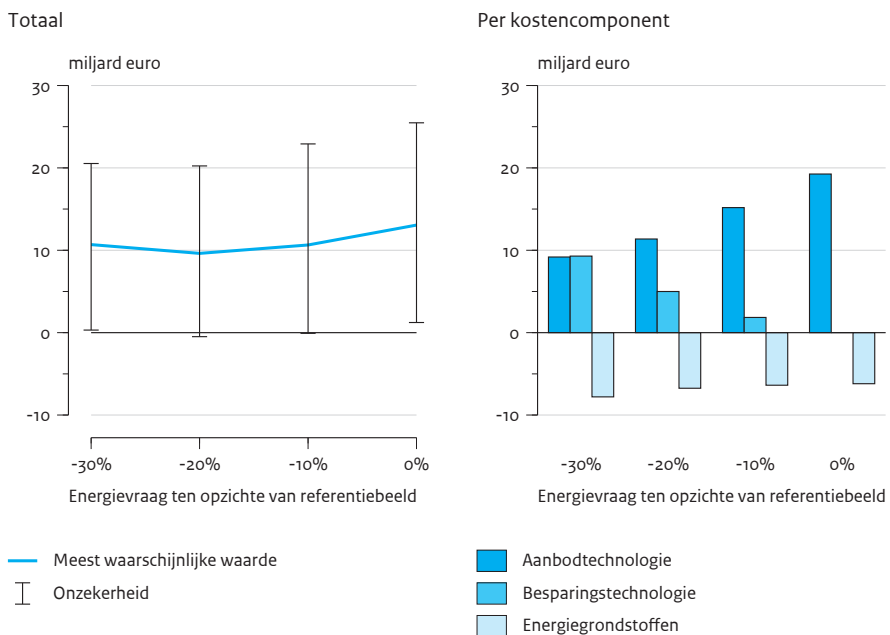 Totaal
miljard euro
30
20
10
0
-10
-30%
-20%
-10%
0%
Energievraag ten opzichte van referentiebeeld
Meest waarschijnlijke waarde
Onzekerheid
Per kostencomponent
miljard euro
30
20
10
0
-10
-30%
-20%
-10%
0%
Energievraag ten opzichte van referentiebeeld
Aanbodtechnologie
Besparingstechnologie
Energiegrondstoffen